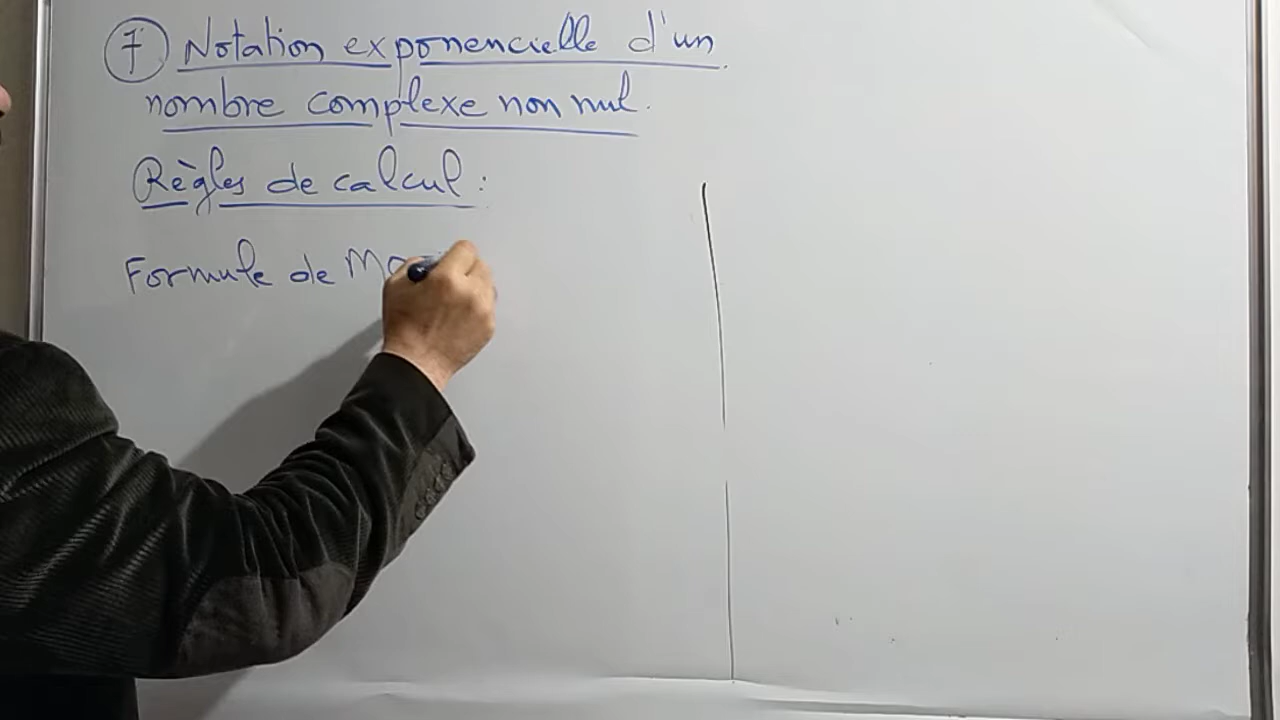 7 Notation exponencielle d'un
nombre complexe non nul.
Règles de calcul :
Formule de